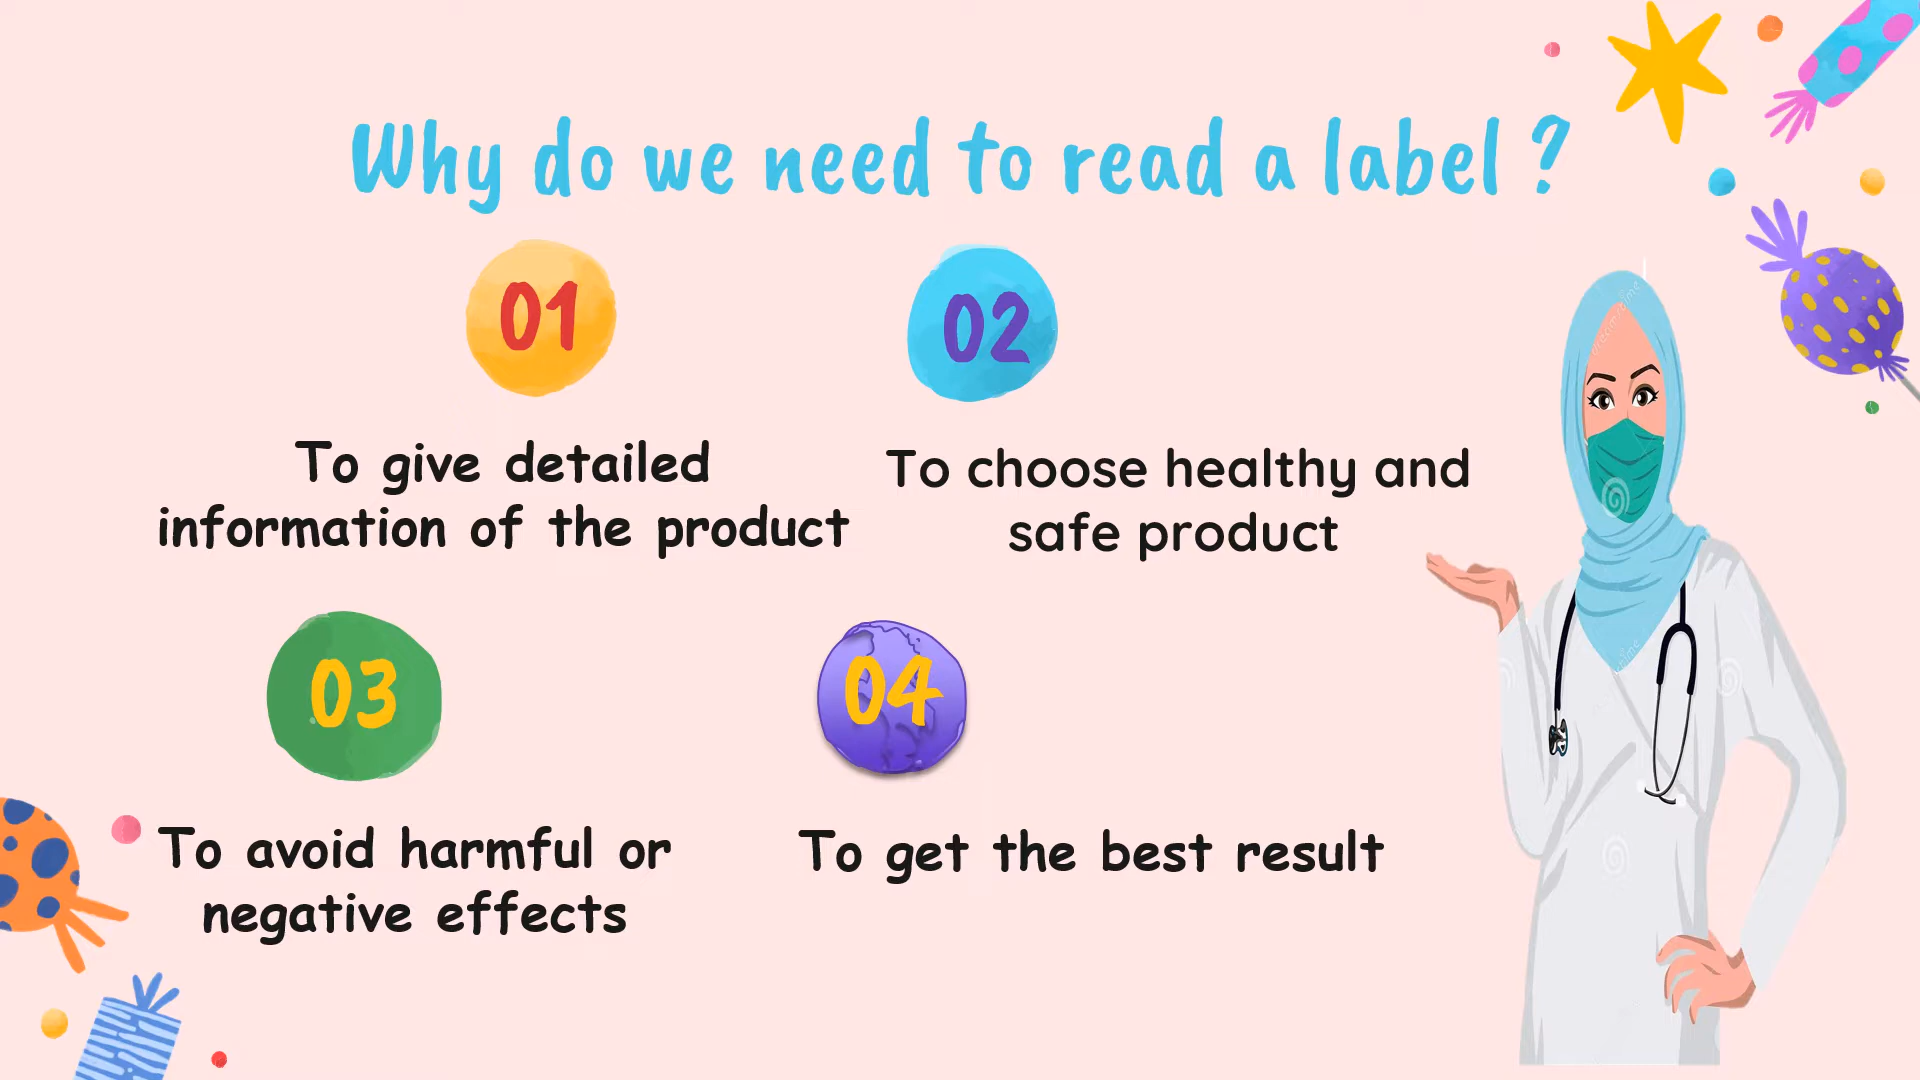 Why do we need to read a label ?
01
To give detailed
information of the product
02
To choose healthy and
safe product
03
To avoid harmful or
negative effects
04
To get the best result